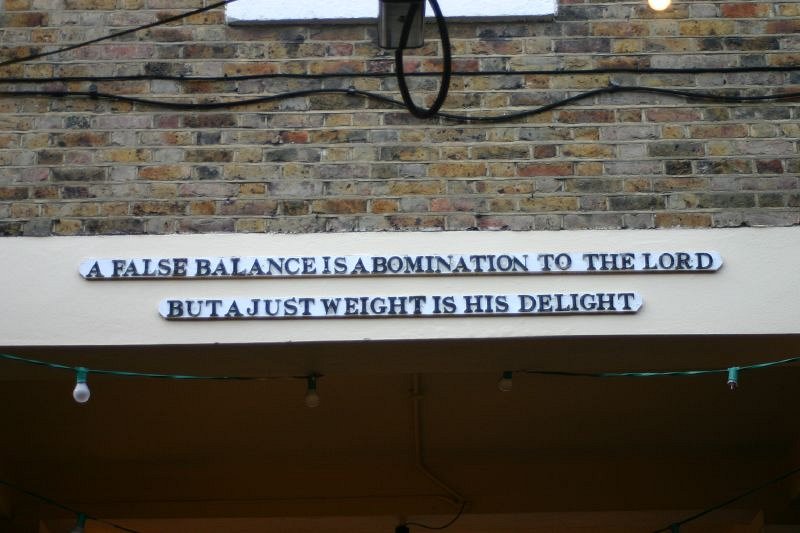 A FALSE BALANCE IS ABOMINATION TO THE LORD
BUT A JUST WEIGHT IS HIS DELIGHT